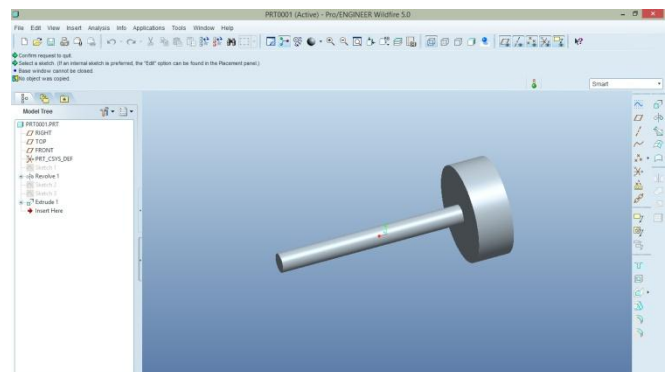 PRT0001 (Active) - Pro/ENGINEER Wildfire 5.0
File Edit View Insert Analysis Info Applications Tools Window Help
Confirm request to quit.
Select a sketch. (If an internal sketch is preferred, the "Edit" option can be found in the Placement panel.)
Base window cannot be closed.
No object was copied.
Smart
Model Tree
PRT0001.PRT
RIGHT
TOP
FRONT
PRT_CSYS_DEF
Sketch 1
Revolve 1
Sketch 2
Sketch 3
Extrude 1
Insert Here